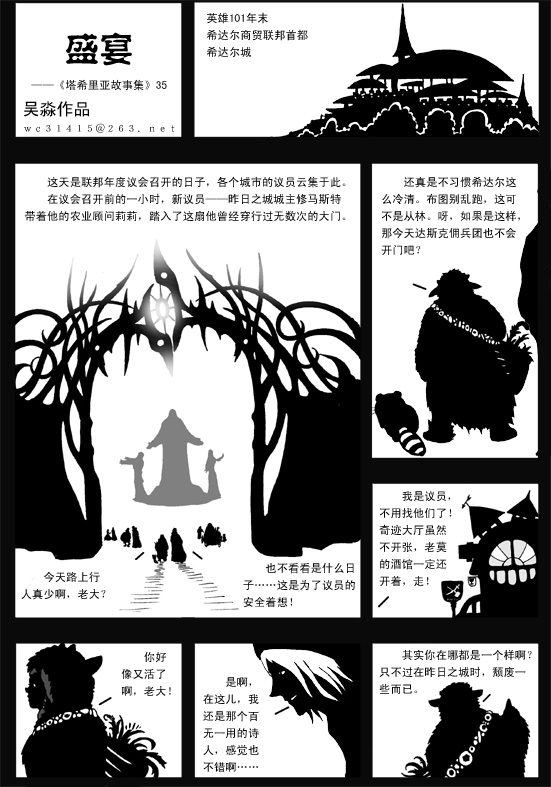 盛宴
——《塔希里亚故事集》35
吴淼作品
wc31415@263.net
英雄101年末
希达尔商贸联邦首都
希达尔城
这天是联邦年度议会召开的日子，各个城市的议员云集于此。
在议会召开前的一小时，新议员——昨日之城城主修马斯特
带着他的农业顾问莉莉，踏入了这扇他曾经穿行过无数次的大门。
今天路上行
人真少啊，老大？
也不看看是什么日
子……这是为了议员的
安全着想！
还真是不习惯希达尔这
么冷清。布图别乱跑，这可
不是从林。呀，如果是这样，
那今天达斯克佣兵团也不会
开门吧？
我是议员，
不用找他们了！
奇迹大厅虽然
不开张，老莫
的酒馆一定还
开着，走！
你好
像又活了
啊，老大！
是啊，
在这儿，我
还是那个百
无一用的诗
人，感觉也
不错啊……
其实你在哪都是一个样啊？
只不过在昨日之城时，颓废一
些而已。